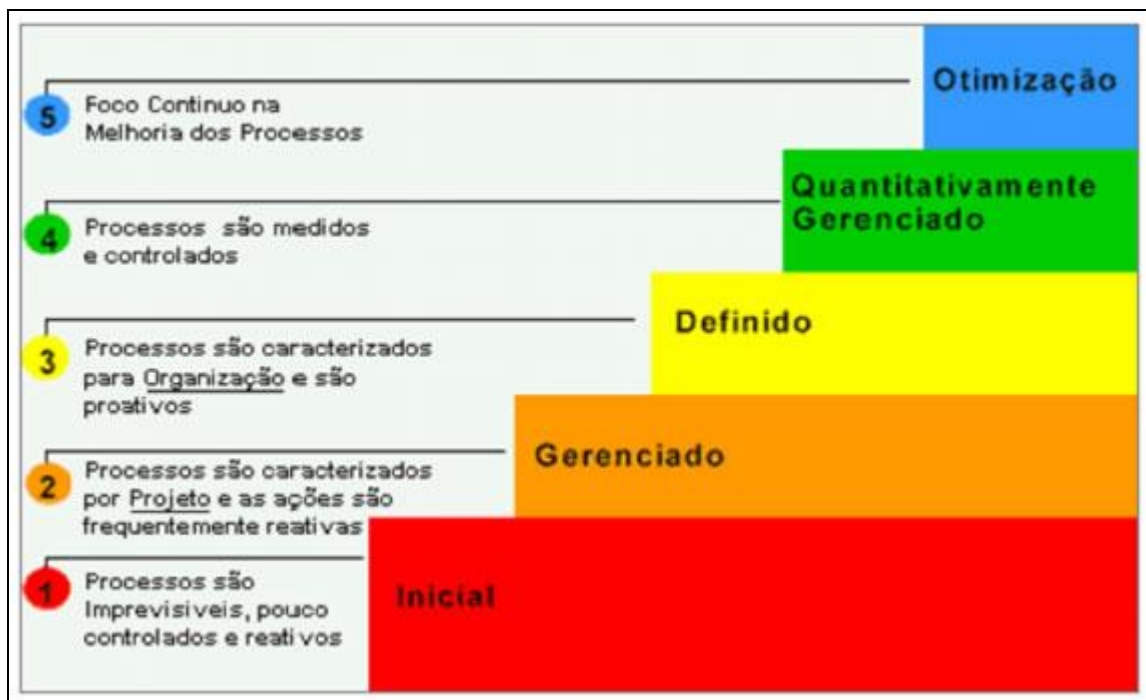 5
Foco Continuo na
Melhoria dos Processos
Otimização
4
Processos são medidos
e controlados
Quantitativamente
Gerenciado
3
Processos são caracterizados
para Organização e são
proativos
Definido
2
Processos são caracterizados
por Projeto e as ações são
frequentemente reativas
Gerenciado
1
Processos são
Imprevisiveis, pouco
controlados e reativos
Inicial